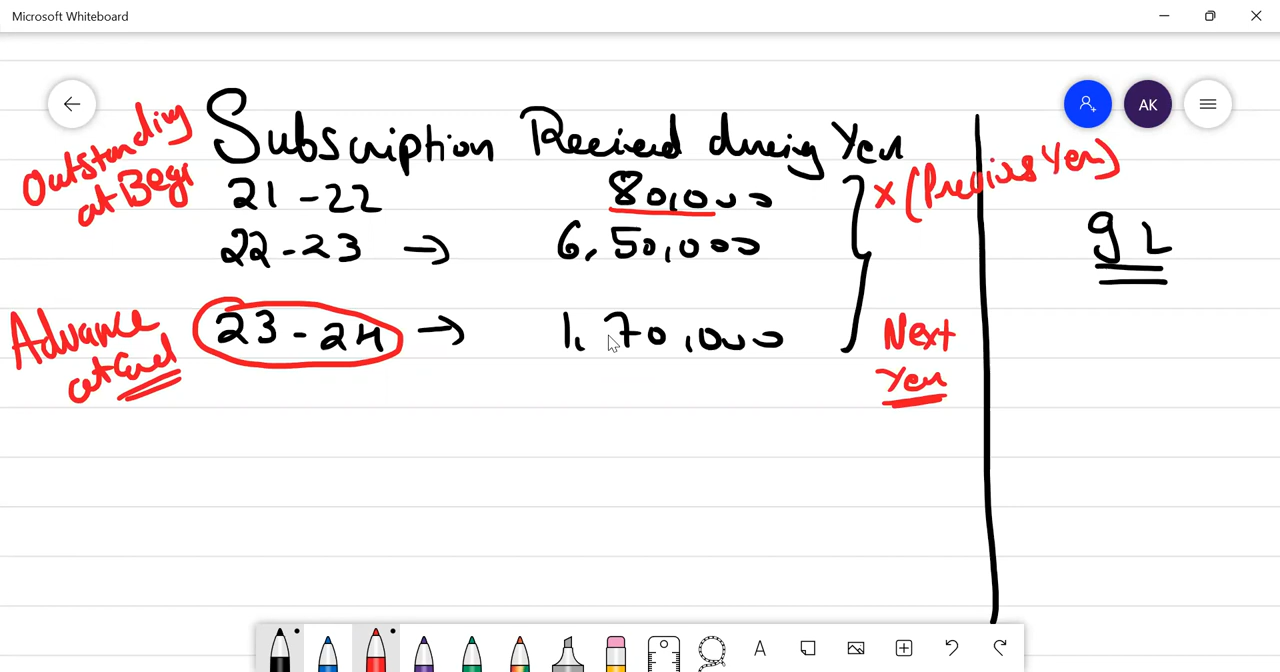 Microsoft Whiteboard
AK
Outstanding
at Begn
Subscription Received during Year
21 - 22 80,000 × (Previous Year)
22 - 23 → 6,50,000
9 L
Advance
at End
23 - 24 → 1,70,000
Next
Year
A